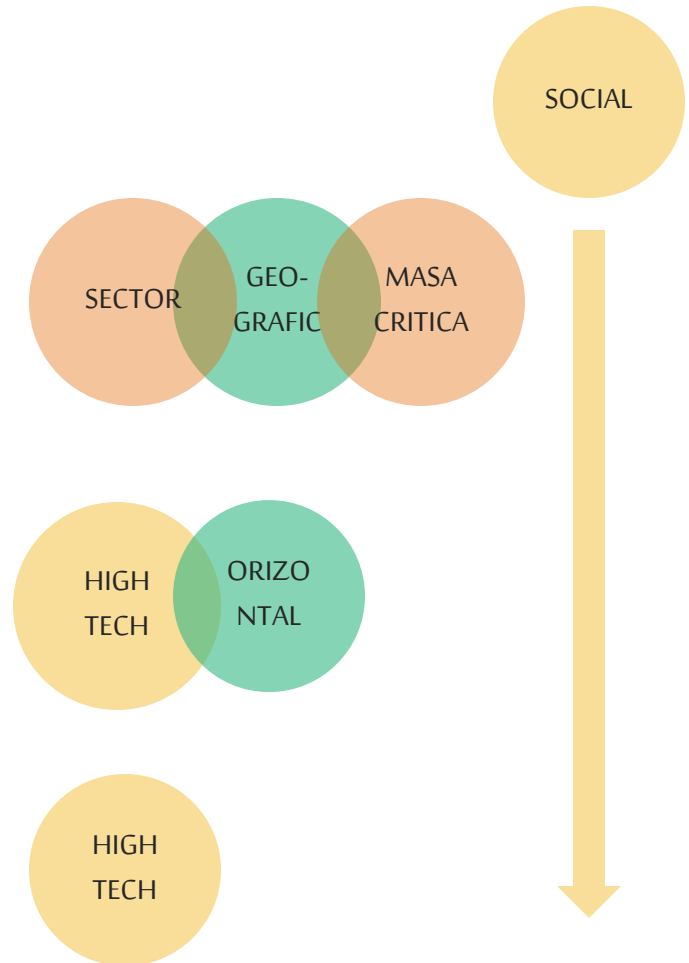 SOCIAL
SECTOR
GEO-
GRAFIC
MASA
CRITICA
HIGH
TECH
ORIZO
NTAL
HIGH
TECH